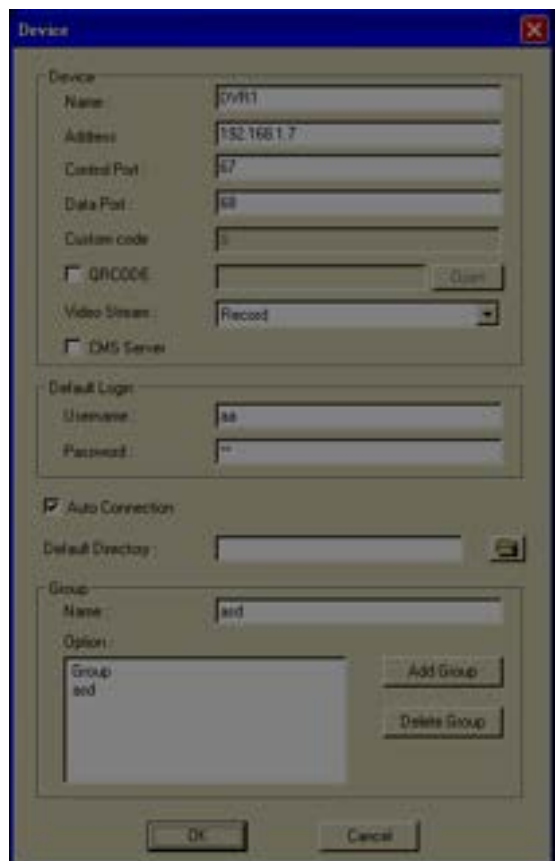 Device
Device
Name : DVR1
Address 192.168.1.7
Control Port : 67
Data Port : 68
Custom code
QRCODE Open
Video Stream : Record
CMS Server
Default Login
Username : aa
Password : **
Auto Connection
Default Directory :
Group
Name : asd
Option :
Group
asd
Add Group
Delete Group
OK Cancel